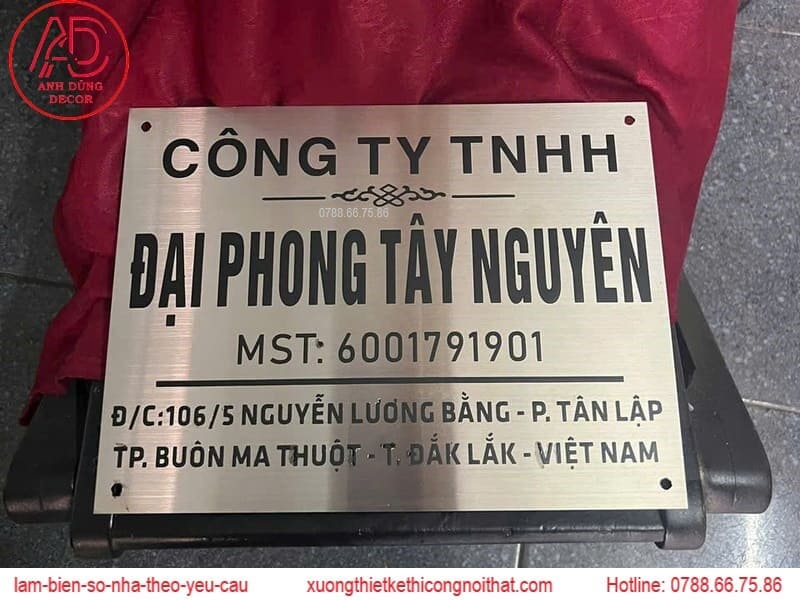 AD
ANH DŨNG
DECOR
CÔNG TY TNHH
0788.66.75.86
ĐẠI PHONG TÂY NGUYÊN
MST: 6001791901
Đ/C:106/5 NGUYỄN LƯƠNG BẰNG - P. TÂN LẬP
TP. BUÔN MA THUỘT - T. ĐẮK LẮK - VIỆT NAM
lam-bien-so-nha-theo-yeu-cau xuongthietkethicongnoithat.com Hotline: 0788.66.75.86